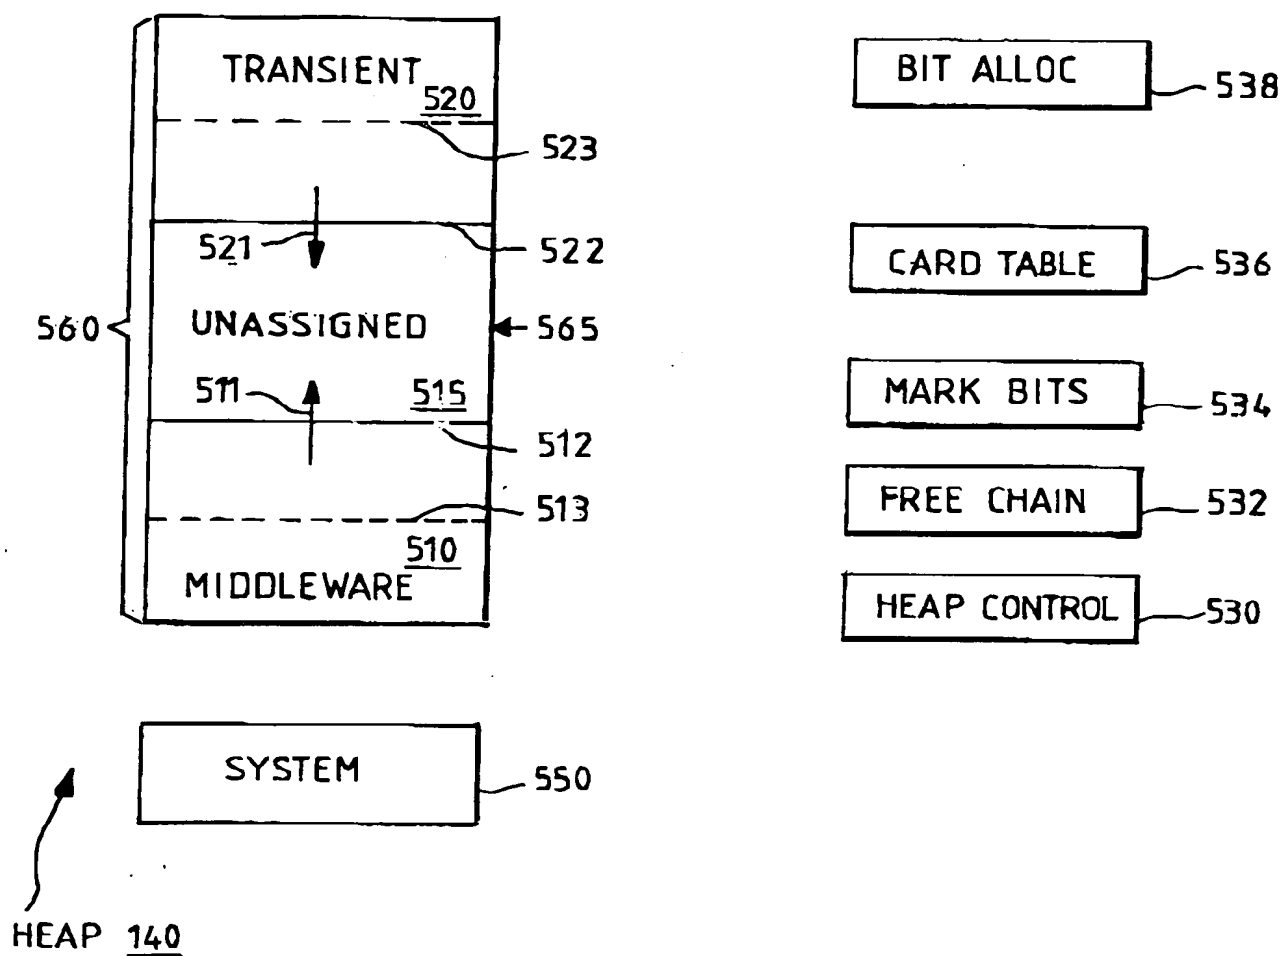 TRANSIENT
520
523
521
522
560
UNASSIGNED
565
511
515
512
513
510
MIDDLEWARE
SYSTEM
550
HEAP 140
BIT ALLOC
538
CARD TABLE
536
MARK BITS
534
FREE CHAIN
532
HEAP CONTROL
530